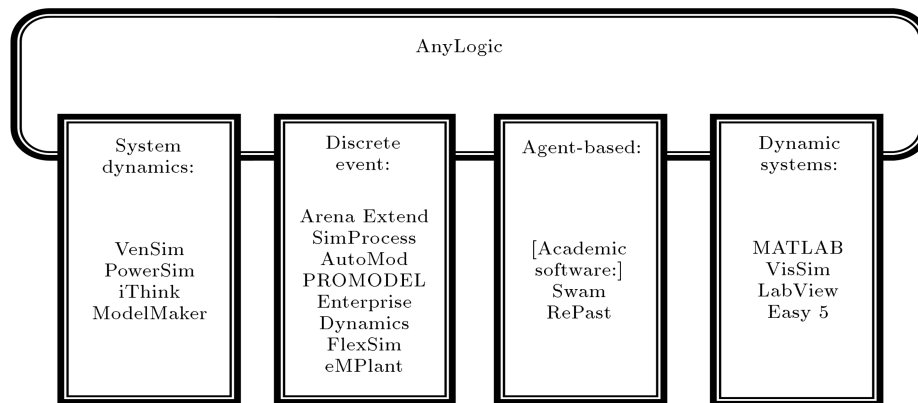 AnyLogic
System
dynamics:
VenSim
PowerSim
iThink
ModelMaker
Discrete
event:
Arena Extend
SimProcess
AutoMod
PROMODEL
Enterprise
Dynamics
FlexSim
eMPlant
Agent-based:
[Academic
software:]
Swam
RePast
Dynamic
systems:
MATLAB
VisSim
LabView
Easy 5